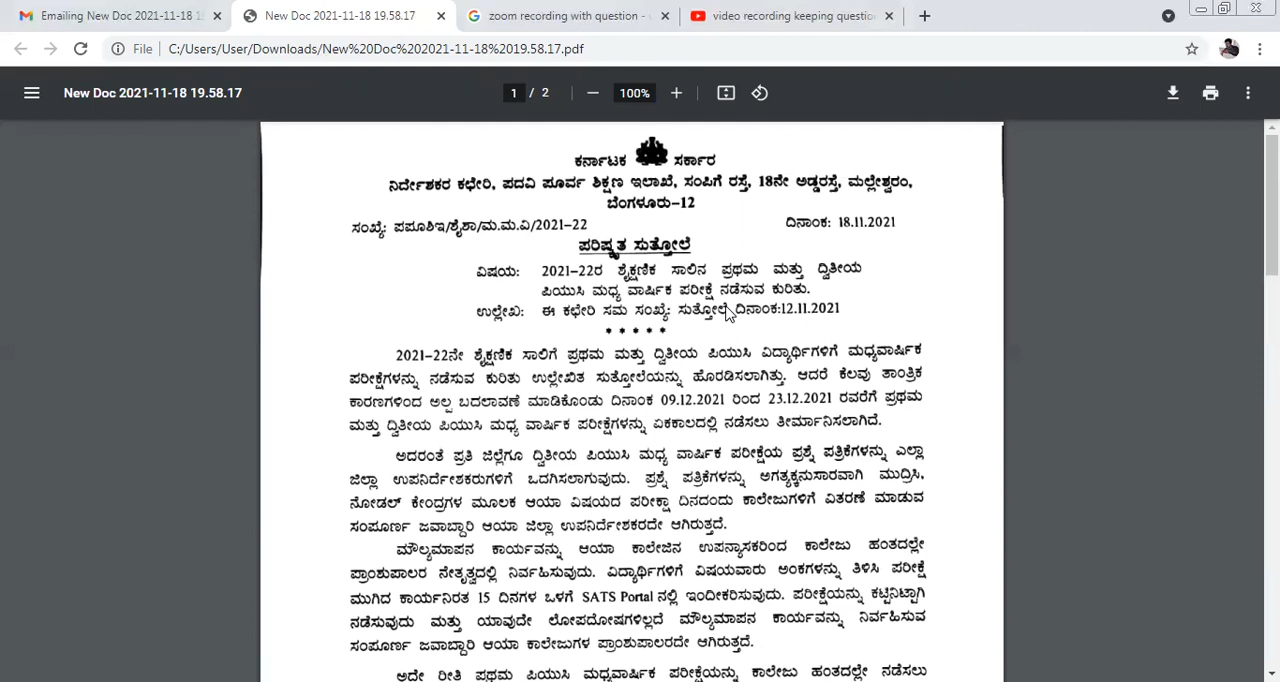 Emailing New Doc 2021-11-18 1
New Doc 2021-11-18 19.58.17
zoom recording with question -
video recording keeping questio
File
C:/Users/User/Downloads/New%20Doc%202021-11-18%2019.58.17.pdf
New Doc 2021-11-18 19.58.17
1 / 2
100%
ಕರ್ನಾಟಕ ಸರ್ಕಾರ
ನಿರ್ದೇಶಕರ ಕಛೇರಿ, ಪದವಿ ಪೂರ್ವ ಶಿಕ್ಷಣ ಇಲಾಖೆ, ಸಂಪಿಗೆ ರಸ್ತೆ, 18ನೇ ಅಡ್ಡರಸ್ತೆ, ಮಲ್ಲೇಶ್ವರಂ,
ಬೆಂಗಳೂರು-12
ಸಂಖ್ಯೆ: ಪಪೂಶಿಇ/ಶೈಶಾ/ಮ.ಮ.ವಿ/2021-22 ದಿನಾಂಕ: 18.11.2021
ಪರಿಷ್ಕೃತ ಸುತ್ತೋಲೆ
ವಿಷಯ: 2021-22ರ ಶೈಕ್ಷಣಿಕ ಸಾಲಿನ ಪ್ರಥಮ ಮತ್ತು ದ್ವಿತೀಯ
ಪಿಯುಸಿ ಮಧ್ಯ ವಾರ್ಷಿಕ ಪರೀಕ್ಷೆ ನಡೆಸುವ ಕುರಿತು.
ಉಲ್ಲೇಖ: ಈ ಕಛೇರಿ ಸಮ ಸಂಖ್ಯೆ: ಸುತ್ತೋಲೆ ದಿನಾಂಕ:12.11.2021
* * * * *
2021-22ನೇ ಶೈಕ್ಷಣಿಕ ಸಾಲಿಗೆ ಪ್ರಥಮ ಮತ್ತು ದ್ವಿತೀಯ ಪಿಯುಸಿ ವಿದ್ಯಾರ್ಥಿಗಳಿಗೆ ಮಧ್ಯವಾರ್ಷಿಕ
ಪರೀಕ್ಷೆಗಳನ್ನು ನಡೆಸುವ ಕುರಿತು ಉಲ್ಲೇಖಿತ ಸುತ್ತೋಲೆಯನ್ನು ಹೊರಡಿಸಲಾಗಿತ್ತು. ಆದರೆ ಕೆಲವು ತಾಂತ್ರಿಕ
ಕಾರಣಗಳಿಂದ ಅಲ್ಪ ಬದಲಾವಣೆ ಮಾಡಿಕೊಂಡು ದಿನಾಂಕ 09.12.2021 ರಿಂದ 23.12.2021 ರವರೆಗೆ ಪ್ರಥಮ
ಮತ್ತು ದ್ವಿತೀಯ ಪಿಯುಸಿ ಮಧ್ಯ ವಾರ್ಷಿಕ ಪರೀಕ್ಷೆಗಳನ್ನು ಏಕಕಾಲದಲ್ಲಿ ನಡೆಸಲು ತೀರ್ಮಾನಿಸಲಾಗಿದೆ.
ಅದರಂತೆ ಪ್ರತಿ ಜಿಲ್ಲೆಗೂ ದ್ವಿತೀಯ ಪಿಯುಸಿ ಮಧ್ಯ ವಾರ್ಷಿಕ ಪರೀಕ್ಷೆಯ ಪ್ರಶ್ನೆ ಪತ್ರಿಕೆಗಳನ್ನು ಎಲ್ಲಾ
ಜಿಲ್ಲಾ ಉಪನಿರ್ದೇಶಕರುಗಳಿಗೆ ಒದಗಿಸಲಾಗುವುದು. ಪ್ರಶ್ನೆ ಪತ್ರಿಕೆಗಳನ್ನು ಅಗತ್ಯಕ್ಕನುಸಾರವಾಗಿ ಮುದ್ರಿಸಿ,
ನೋಡಲ್ ಕೇಂದ್ರಗಳ ಮೂಲಕ ಆಯಾ ವಿಷಯದ ಪರೀಕ್ಷಾ ದಿನದಂದು ಕಾಲೇಜುಗಳಿಗೆ ವಿತರಣೆ ಮಾಡುವ
ಸಂಪೂರ್ಣ ಜವಾಬ್ದಾರಿ ಆಯಾ ಜಿಲ್ಲಾ ಉಪನಿರ್ದೇಶಕರದೇ ಆಗಿರುತ್ತದೆ.
ಮೌಲ್ಯಮಾಪನ ಕಾರ್ಯವನ್ನು ಆಯಾ ಕಾಲೇಜಿನ ಉಪನ್ಯಾಸಕರಿಂದ ಕಾಲೇಜು ಹಂತದಲ್ಲೇ
ಪ್ರಾಂಶುಪಾಲರ ನೇತೃತ್ವದಲ್ಲಿ ನಿರ್ವಹಿಸುವುದು. ವಿದ್ಯಾರ್ಥಿಗಳಿಗೆ ವಿಷಯವಾರು ಅಂಕಗಳನ್ನು ತಿಳಿಸಿ ಪರೀಕ್ಷೆ
ಮುಗಿದ ಕಾರ್ಯನಿರತ 15 ದಿನಗಳ ಒಳಗೆ SATS Portal ನಲ್ಲಿ ಇಂದೀಕರಿಸುವುದು. ಪರೀಕ್ಷೆಯನ್ನು ಕಟ್ಟಿನಿಟ್ಟಾಗಿ
ನಡೆಸುವುದು ಮತ್ತು ಯಾವುದೇ ಲೋಪದೋಷಗಳಿಲ್ಲದೆ ಮೌಲ್ಯಮಾಪನ ಕಾರ್ಯವನ್ನು ನಿರ್ವಹಿಸುವ
ಸಂಪೂರ್ಣ ಜವಾಬ್ದಾರಿ ಆಯಾ ಕಾಲೇಜುಗಳ ಪ್ರಾಂಶುಪಾಲರದೇ ಆಗಿರುತ್ತದೆ.
ಅದೇ ರೀತಿ ಪ್ರಥಮ ಪಿಯುಸಿ ಮಧ್ಯವಾರ್ಷಿಕ ಪರೀಕ್ಷೆಯನ್ನು ಕಾಲೇಜು ಹಂತದಲ್ಲೇ ನಡೆಸಲು